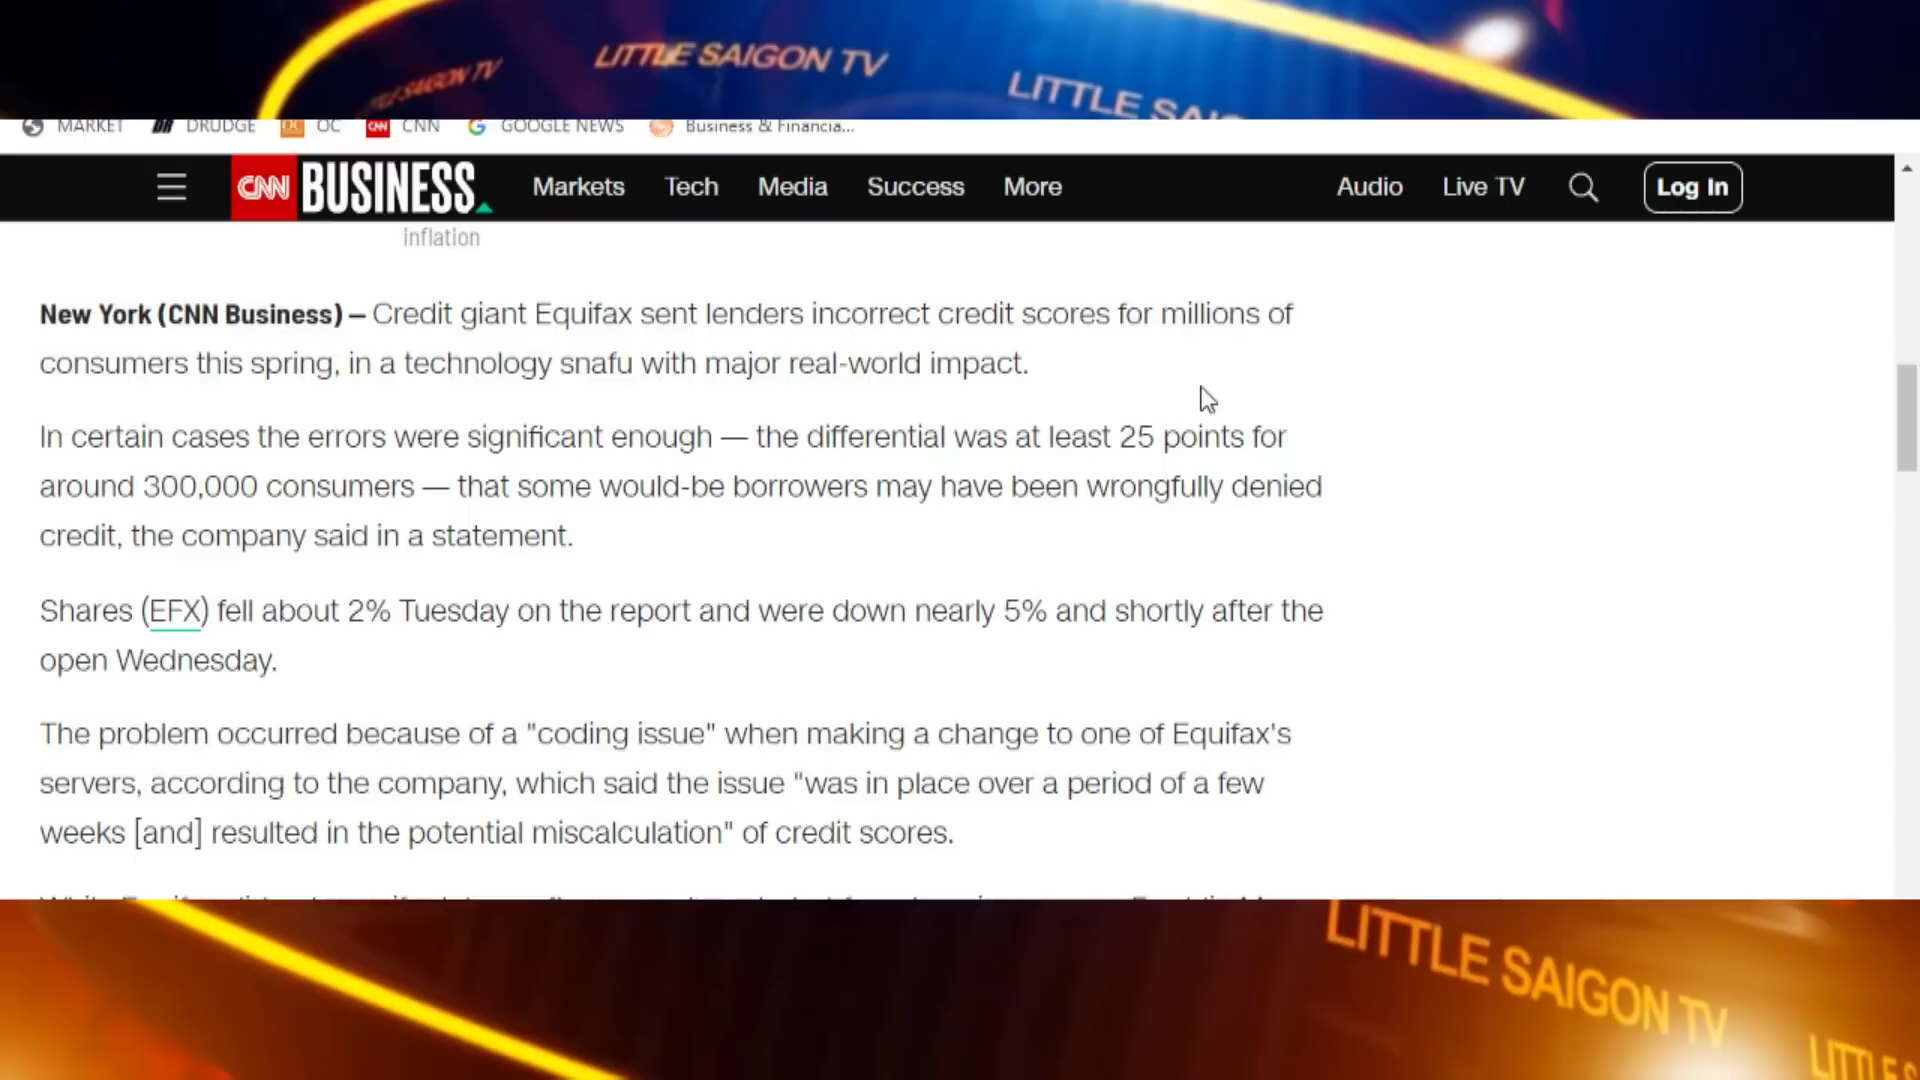 LITTLE SAIGON TV
LITTLE SAIGON TV
LITTLE SAI
MARKET DRUDGE OC CNN GOOGLE NEWS Business & Financia...
CNN BUSINESS Markets Tech Media Success More Audio Live TV Log In
inflation
New York (CNN Business) — Credit giant Equifax sent lenders incorrect credit scores for millions of
consumers this spring, in a technology snafu with major real-world impact.
In certain cases the errors were significant enough — the differential was at least 25 points for
around 300,000 consumers — that some would-be borrowers may have been wrongfully denied
credit, the company said in a statement.
Shares (EFX) fell about 2% Tuesday on the report and were down nearly 5% and shortly after the
open Wednesday.
The problem occurred because of a "coding issue" when making a change to one of Equifax's
servers, according to the company, which said the issue "was in place over a period of a few
weeks [and] resulted in the potential miscalculation" of credit scores.
LITTLE SAIGON TV
LITTLE S